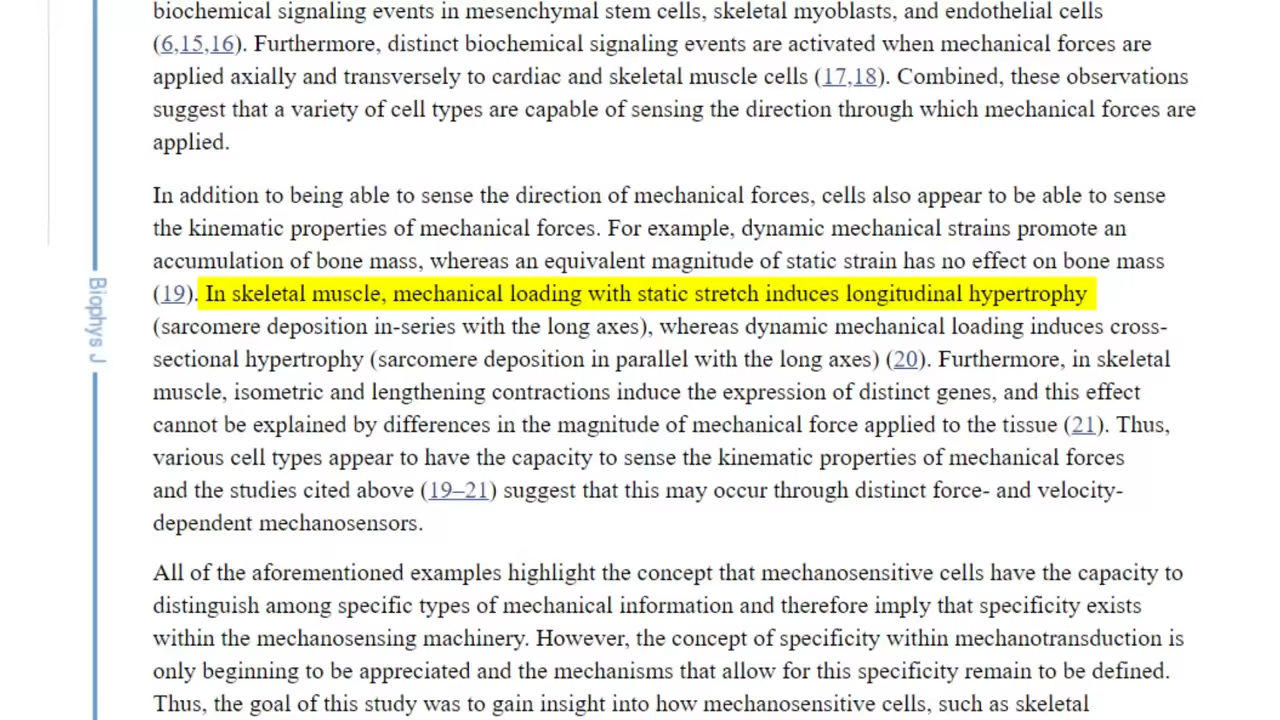 biochemical signaling events in mesenchymal stem cells, skeletal myoblasts, and endothelial cells
(6,15,16). Furthermore, distinct biochemical signaling events are activated when mechanical forces are
applied axially and transversely to cardiac and skeletal muscle cells (17,18). Combined, these observations
suggest that a variety of cell types are capable of sensing the direction through which mechanical forces are
applied.
In addition to being able to sense the direction of mechanical forces, cells also appear to be able to sense
the kinematic properties of mechanical forces. For example, dynamic mechanical strains promote an
accumulation of bone mass, whereas an equivalent magnitude of static strain has no effect on bone mass
(19). In skeletal muscle, mechanical loading with static stretch induces longitudinal hypertrophy
(sarcomere deposition in-series with the long axes), whereas dynamic mechanical loading induces cross-
sectional hypertrophy (sarcomere deposition in parallel with the long axes) (20). Furthermore, in skeletal
muscle, isometric and lengthening contractions induce the expression of distinct genes, and this effect
cannot be explained by differences in the magnitude of mechanical force applied to the tissue (21). Thus,
various cell types appear to have the capacity to sense the kinematic properties of mechanical forces
and the studies cited above (19–21) suggest that this may occur through distinct force- and velocity-
dependent mechanosensors.
All of the aforementioned examples highlight the concept that mechanosensitive cells have the capacity to
distinguish among specific types of mechanical information and therefore imply that specificity exists
within the mechanosensing machinery. However, the concept of specificity within mechanotransduction is
only beginning to be appreciated and the mechanisms that allow for this specificity remain to be defined.
Thus, the goal of this study was to gain insight into how mechanosensitive cells, such as skeletal
Biophys J